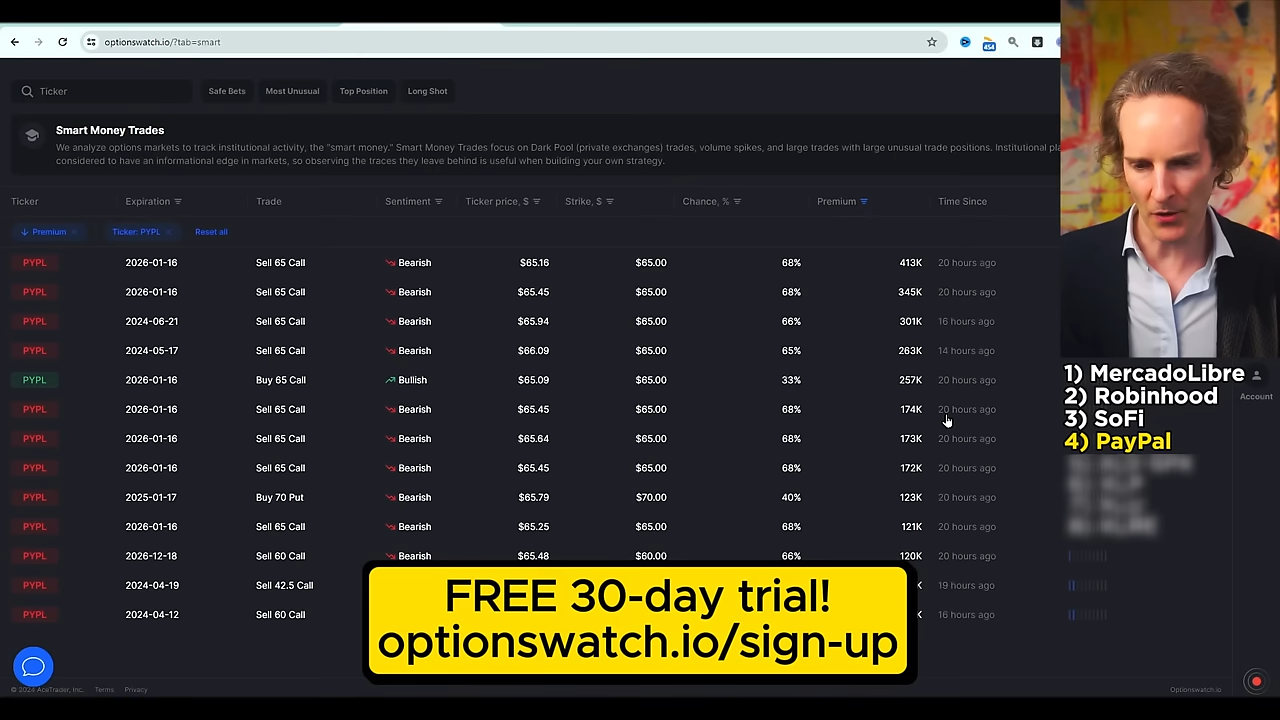 optionswatch.io/?tab=smart
454
Ticker
Safe Bets
Most Unusual
Top Position
Long Shot
Smart Money Trades
We analyze options markets to track institutional activity, the "smart money." Smart Money Trades focus on Dark Pool (private exchanges) trades, volume spikes, and large trades with large unusual trade positions. Institutional
considered to have an informational edge in markets, so observing the traces they leave behind is useful when building your own strategy.
Ticker Expiration Trade Sentiment Ticker price, $ Strike, $ Chance, % Premium Time Since
Premium Ticker: PYPL Reset all
PYPL 2026-01-16 Sell 65 Call Bearish $65.16 $65.00 68% 413K 20 hours ago
PYPL 2026-01-16 Sell 65 Call Bearish $65.45 $65.00 68% 345K 20 hours ago
PYPL 2024-06-21 Sell 65 Call Bearish $65.94 $65.00 66% 301K 16 hours ago
PYPL 2024-05-17 Sell 65 Call Bearish $66.09 $65.00 65% 263K 14 hours ago
PYPL 2026-01-16 Buy 65 Call Bullish $65.09 $65.00 33% 257K 20 hours ago
PYPL 2026-01-16 Sell 65 Call Bearish $65.45 $65.00 68% 174K 20 hours ago
PYPL 2026-01-16 Sell 65 Call Bearish $65.64 $65.00 68% 173K 20 hours ago
PYPL 2026-01-16 Sell 65 Call Bearish $65.45 $65.00 68% 172K 20 hours ago
PYPL 2025-01-17 Buy 70 Put Bearish $65.79 $70.00 40% 123K 20 hours ago
PYPL 2026-01-16 Sell 65 Call Bearish $65.25 $65.00 68% 121K 20 hours ago
PYPL 2026-12-18 Sell 60 Call Bearish $65.48 $60.00 66% 120K 20 hours ago
PYPL 2024-04-19 Sell 42.5 Call K 19 hours ago
PYPL 2024-04-12 Sell 60 Call K 16 hours ago
1) MercadoLibre
2) Robinhood
3) SoFi
4) PayPal
Account
FREE 30-day trial!
optionswatch.io/sign-up
© 2024 AceTrader, Inc. Terms Privacy
Optionswatch.io